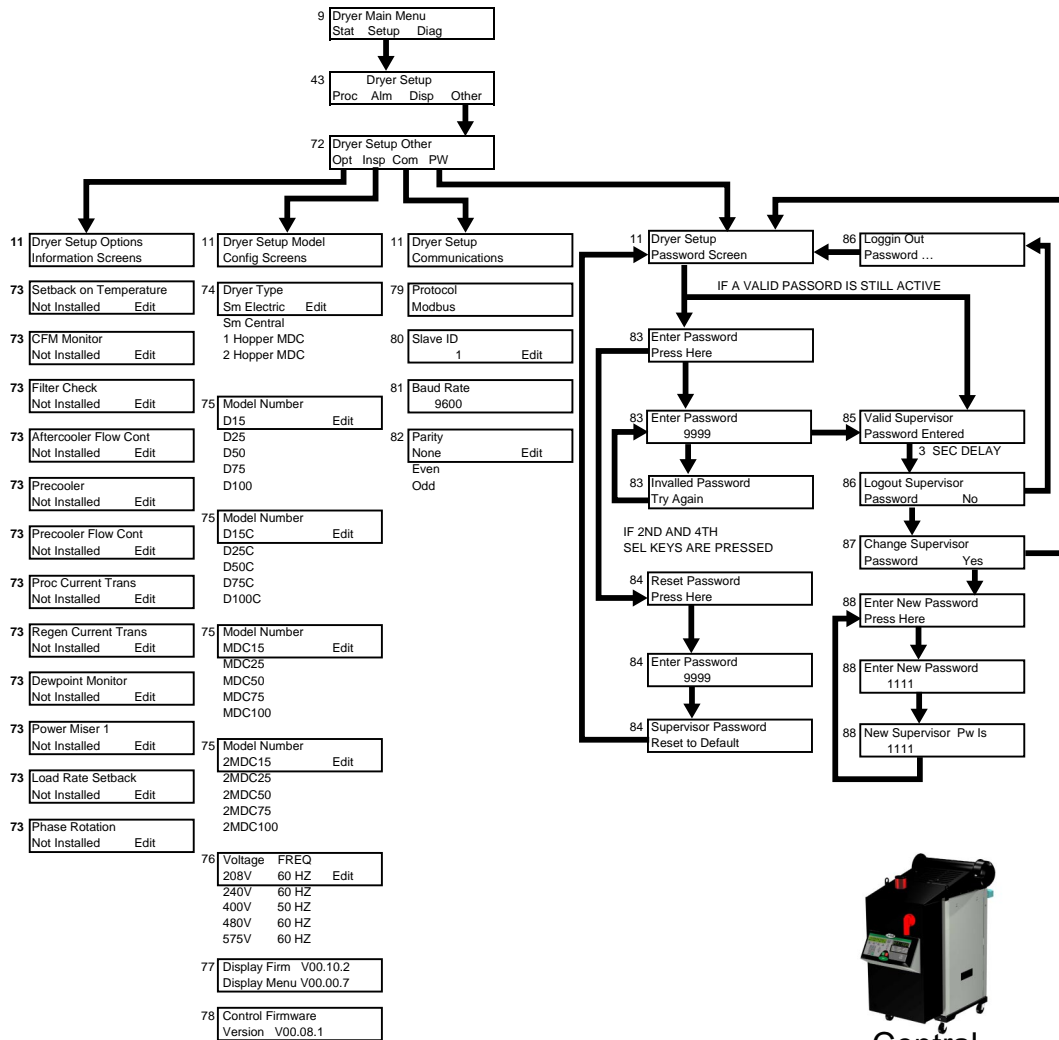 9 Dryer Main Menu
Stat Setup Diag
43 Dryer Setup
Proc Alm Disp Other
72 Dryer Setup Other
Opt Insp Com PW
11 Dryer Setup Options
Information Screens
73 Setback on Temperature
Not Installed Edit
73 CFM Monitor
Not Installed Edit
73 Filter Check
Not Installed Edit
73 Aftercooler Flow Cont
Not Installed Edit
73 Precooler
Not Installed Edit
73 Precooler Flow Cont
Not Installed Edit
73 Proc Current Trans
Not Installed Edit
73 Regen Current Trans
Not Installed Edit
73 Dewpoint Monitor
Not Installed Edit
73 Power Miser 1
Not Installed Edit
73 Load Rate Setback
Not Installed Edit
73 Phase Rotation
Not Installed Edit
11 Dryer Setup Model
Config Screens
74 Dryer Type
Sm Electric Edit
Sm Central
1 Hopper MDC
2 Hopper MDC
75 Model Number
D15 Edit
D25
D50
D75
D100
75 Model Number
D15C Edit
D25C
D50C
D75C
D100C
75 Model Number
MDC15 Edit
MDC25
MDC50
MDC75
MDC100
75 Model Number
2MDC15 Edit
2MDC25
2MDC50
2MDC75
2MDC100
76 Voltage FREQ
208V 60 HZ Edit
240V 60 HZ
400V 50 HZ
480V 60 HZ
575V 60 HZ
77 Display Firm V00.10.2
Display Menu V00.00.7
78 Control Firmware
Version V00.08.1
11 Dryer Setup
Communications
79 Protocol
Modbus
80 Slave ID
1 Edit
81 Baud Rate
9600
82 Parity
None Edit
Even
Odd
11 Dryer Setup
Password Screen
IF A VALID PASSORD IS STILL ACTIVE
83 Enter Password
Press Here
83 Enter Password
9999
83 Invalled Password
Try Again
IF 2ND AND 4TH
SEL KEYS ARE PRESSED
84 Reset Password
Press Here
84 Enter Password
9999
84 Supervisor Password
Reset to Default
86 Loggin Out
Password ...
85 Valid Supervisor
Password Entered
3 SEC DELAY
86 Logout Supervisor
Password No
87 Change Supervisor
Password Yes
88 Enter New Password
Press Here
88 Enter New Password
1111
88 New Supervisor Pw Is
1111
Central